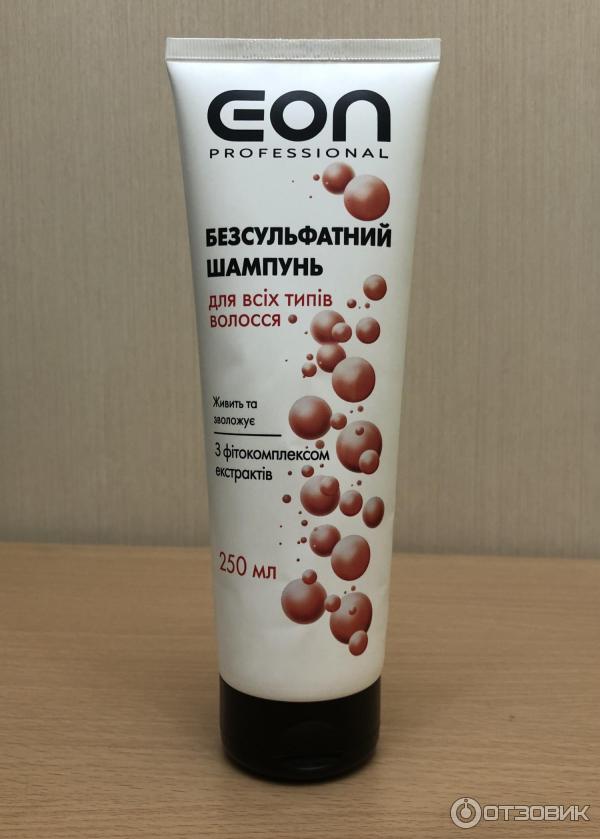 EON
PROFESSIONAL
БЕЗСУЛЬФАТНИЙ
ШАМПУНЬ
ДЛЯ ВСІХ ТИПІВ
ВОЛОССЯ
Живить та
зволожує
З фітокомплексом
екстрактів
250 мл
ОТЗОВИК